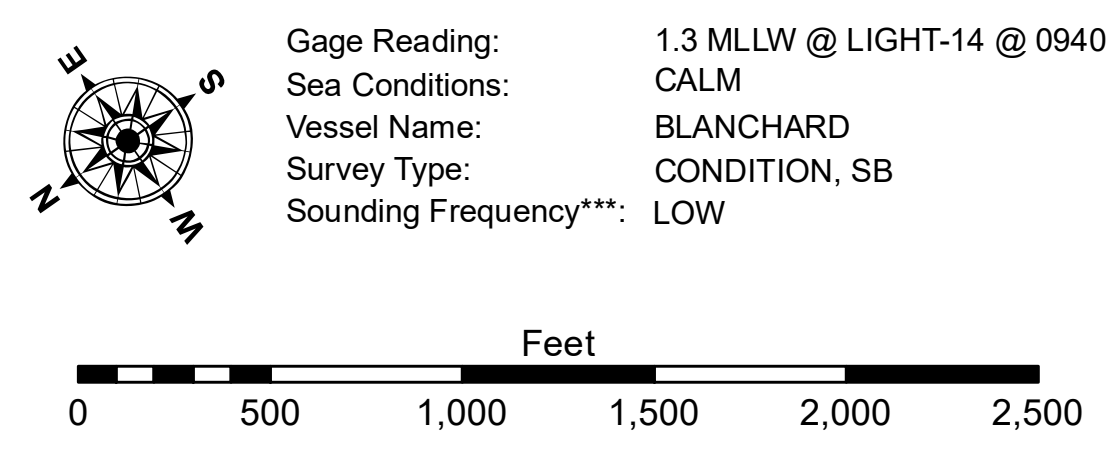 E
S
N
W
Gage Reading: 1.3 MLLW @ LIGHT-14 @ 0940
Sea Conditions: CALM
Vessel Name: BLANCHARD
Survey Type: CONDITION, SB
Sounding Frequency***: LOW
Feet
0 500 1,000 1,500 2,000 2,500